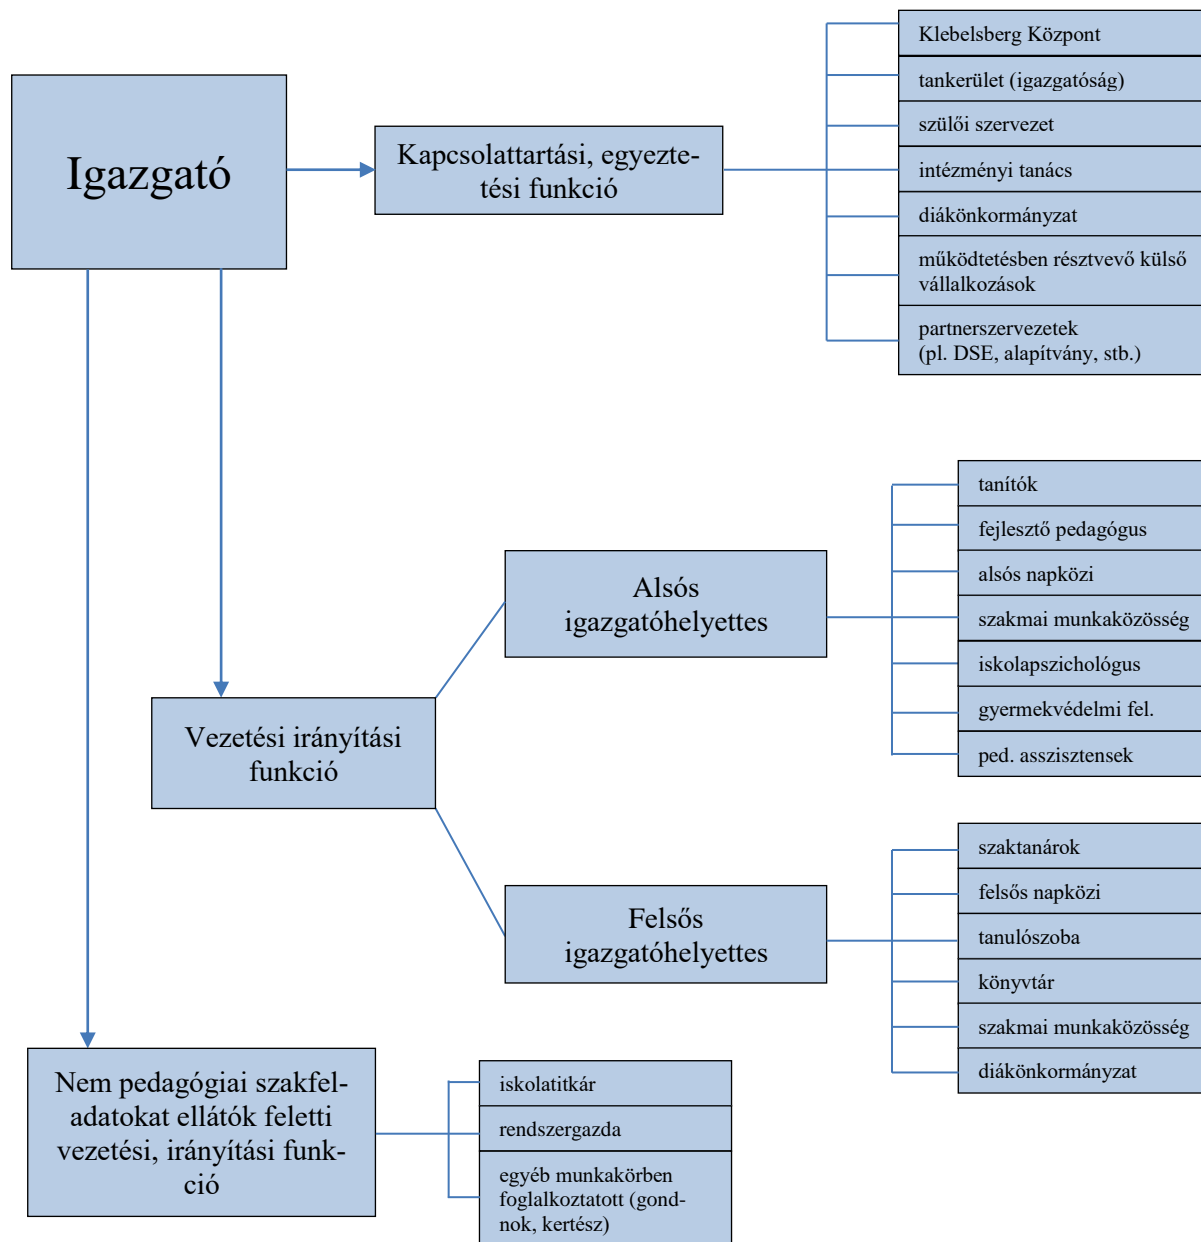 Igazgató
Kapcsolattartási, egyezte-
tési funkció
Klebelsberg Központ
tankerület (igazgatóság)
szülői szervezet
intézményi tanács
diákönkormányzat
működtetésben résztvevő külső
vállalkozások
partnerszervezetek
(pl. DSE, alapítvány, stb.)
Vezetési irányítási
funkció
Alsós
igazgatóhelyettes
tanítók
fejlesztő pedagógus
alsós napközi
szakmai munkaközösség
iskolapszichológus
gyermekvédelmi fel.
ped. asszisztensek
Felsős
igazgatóhelyettes
szaktanárok
felsős napközi
tanulószoba
könyvtár
szakmai munkaközösség
diákönkormányzat
Nem pedagógiai szakfel-
adatokat ellátók feletti
vezetési, irányítási funk-
ció
iskolatitkár
rendszergazda
egyéb munkakörben
foglalkoztatott (gond-
nok, kertész)